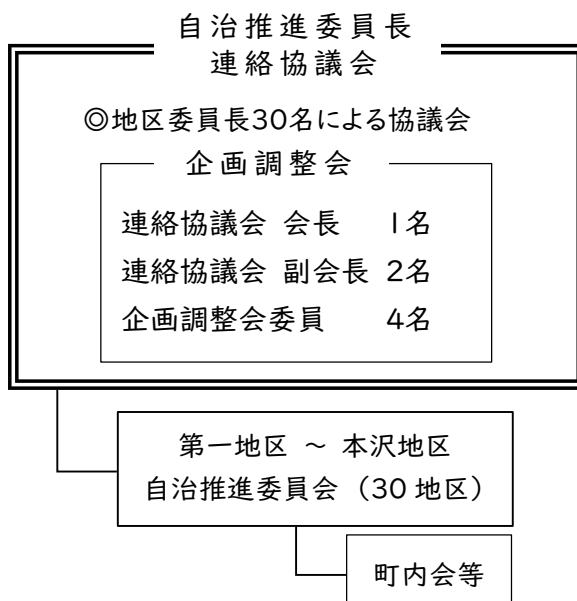 自治推進委員長
連絡協議会
◎地区委員長30名による協議会
企画調整会
連絡協議会 会長 1名
連絡協議会 副会長 2名
企画調整会委員 4名
第一地区 ～ 本沢地区
自治推進委員会 （30 地区）
町内会等